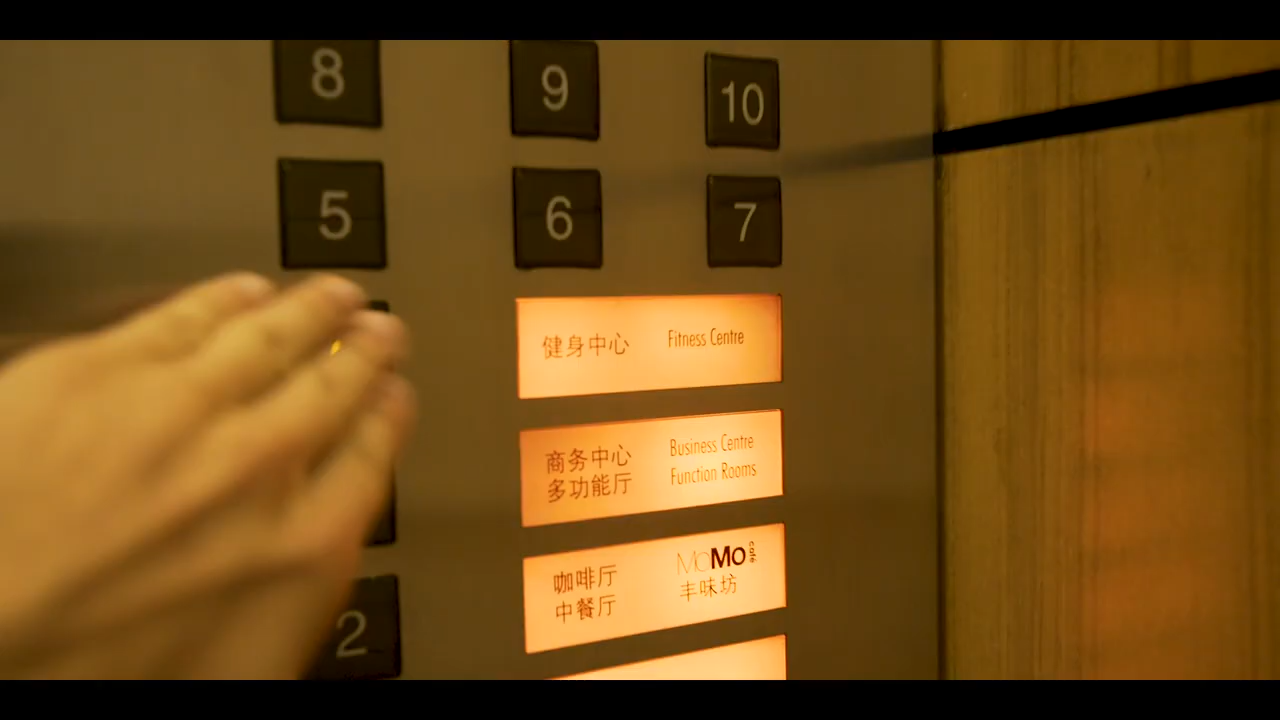 8 9 10
5 6 7
健身中心 Fitness Centre
商务中心 Business Centre
多功能厅 Function Rooms
咖啡厅 MoMo cafe
中餐厅 丰味坊
2